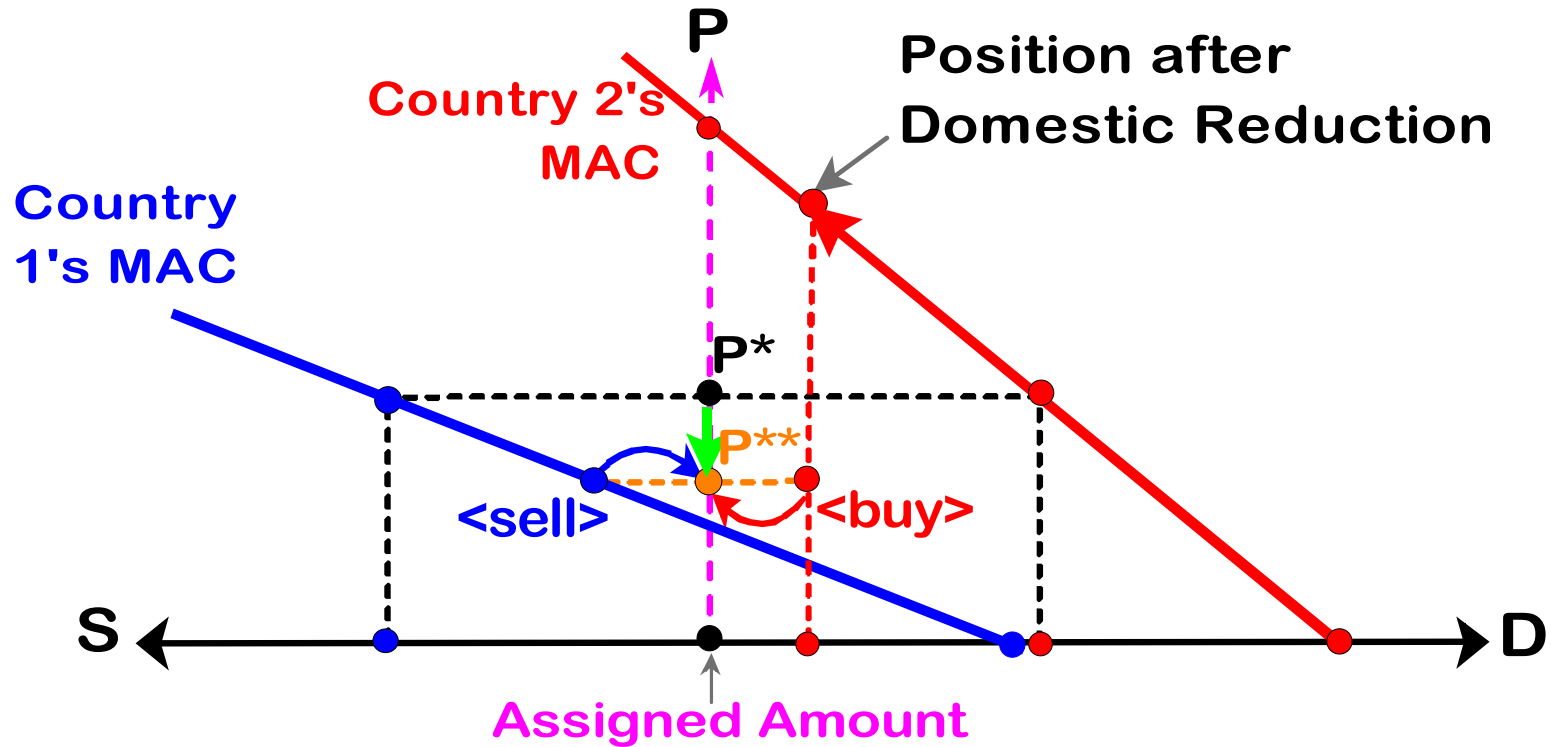 P
Position after
Domestic Reduction
Country 2's
MAC
Country
1's MAC
P*
P**
<sell>
<buy>
S
D
Assigned Amount